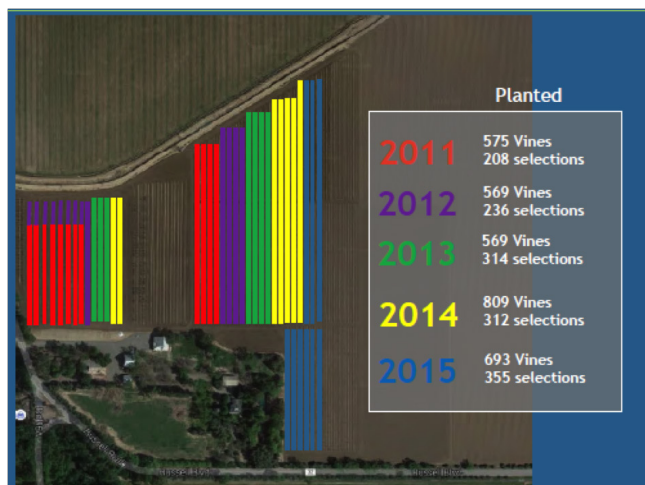 Planted
2011
575 Vines
208 selections
2012
569 Vines
236 selections
2013
569 Vines
314 selections
2014
809 Vines
312 selections
2015
693 Vines
355 selections